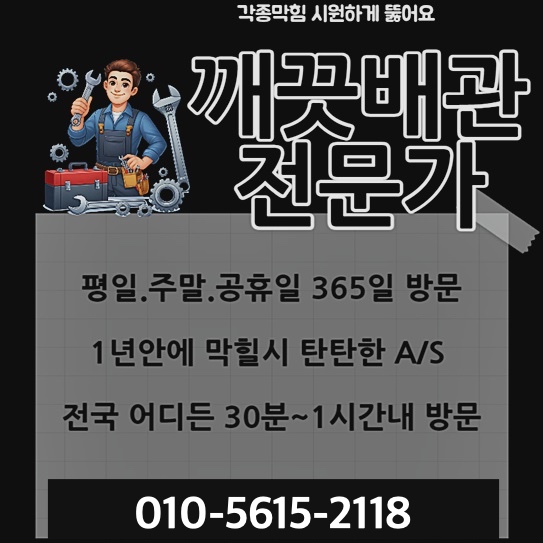 각종막힘 시원하게 뚫어요
깨끗배관
전문가
평일.주말.공휴일 365일 방문
1년안에 막힐시 탄탄한 A/S
전국 어디든 30분~1시간내 방문
010-5615-2118